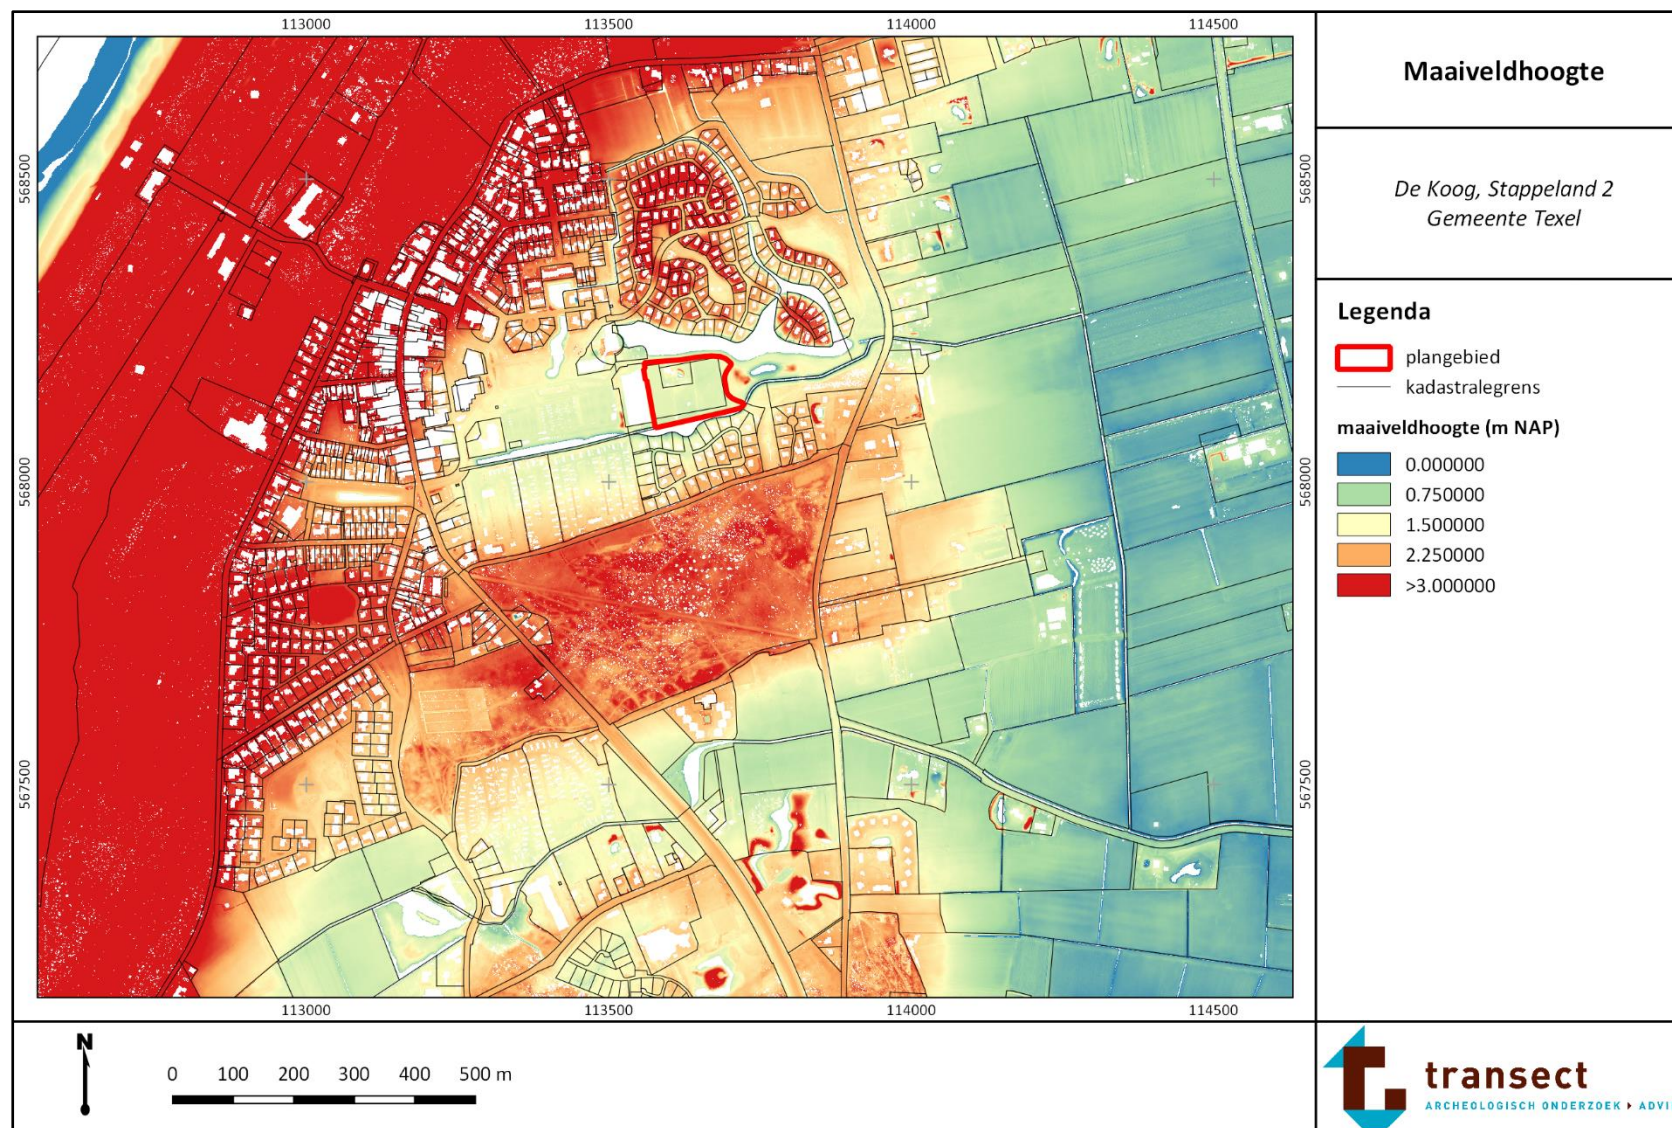 113000 113500 114000 114500
568500 568500
568000 568000
567500 567500
113000 113500 114000 114500
Maaiveldhoogte
De Koog, Stappeland 2
Gemeente Texel
Legenda
plangebied
kadastralegrens
maaiveldhoogte (m NAP)
0.000000
0.750000
1.500000
2.250000
>3.000000
N
0 100 200 300 400 500 m
transect
ARCHEOLOGISCH ONDERZOEK ▸ ADVI